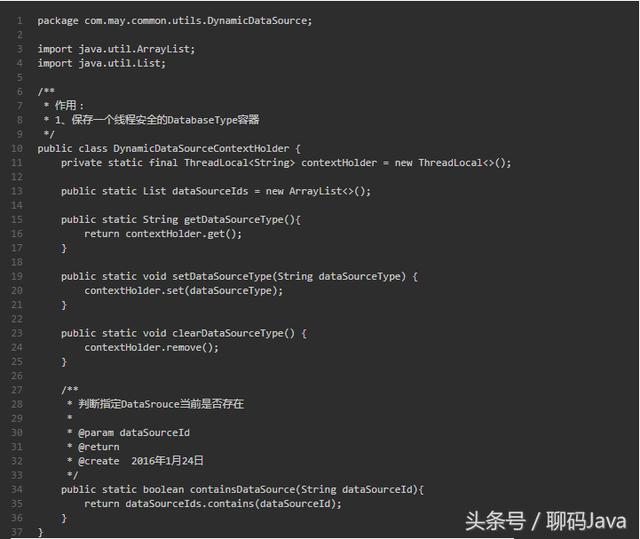 1 package com.may.common.utils.DynamicDataSource;
2
3 import java.util.ArrayList;
4 import java.util.List;
5
6 /**
7  * 作用：
8  * 1、保存一个线程安全的DatabaseType容器
9  */
10 public class DynamicDataSourceContextHolder {
11     private static final ThreadLocal<String> contextHolder = new ThreadLocal<>();
12
13     public static List dataSourceIds = new ArrayList<>();
14
15     public static String getDataSourceType(){
16         return contextHolder.get();
17     }
18
19     public static void setDataSourceType(String dataSourceType) {
20         contextHolder.set(dataSourceType);
21     }
22
23     public static void clearDataSourceType() {
24         contextHolder.remove();
25     }
26
27     /**
28      * 判断指定DataSrouce当前是否存在
29      *
30      * @param dataSourceId
31      * @return
32      * @create  2016年1月24日
33      */
34     public static boolean containsDataSource(String dataSourceId){
35         return dataSourceIds.contains(dataSourceId);
36     }
37 }
头条号 / 聊码Java